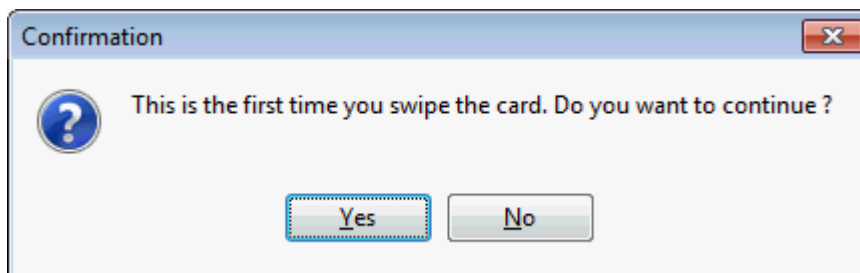 Confirmation
This is the first time you swipe the card. Do you want to continue ?
Yes
No